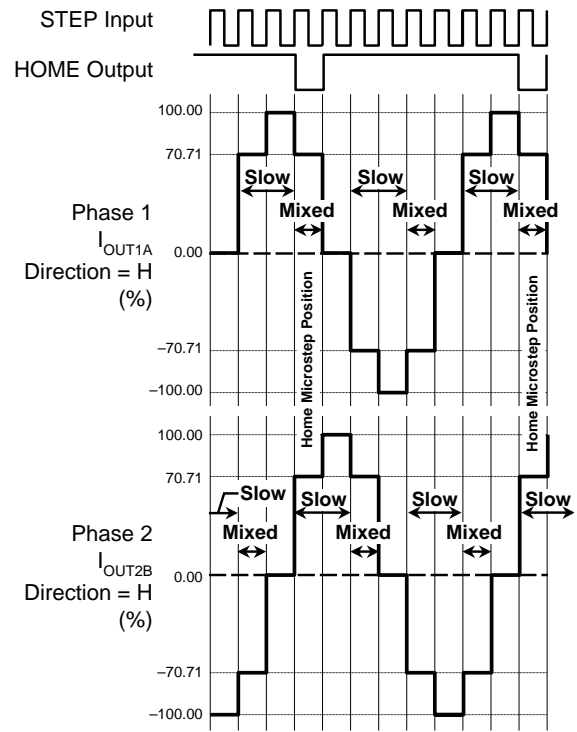 STEP Input
HOME Output
100.00
70.71
Slow
Slow
Slow
Mixed
Mixed
Mixed
Phase 1
IOUT1A
Direction = H
(%)
0.00
–70.71
–100.00
Home Microstep Position
Home Microstep Position
100.00
70.71
Slow
Slow
Slow
Slow
Mixed
Mixed
Mixed
Phase 2
IOUT2B
Direction = H
(%)
0.00
–70.71
–100.00